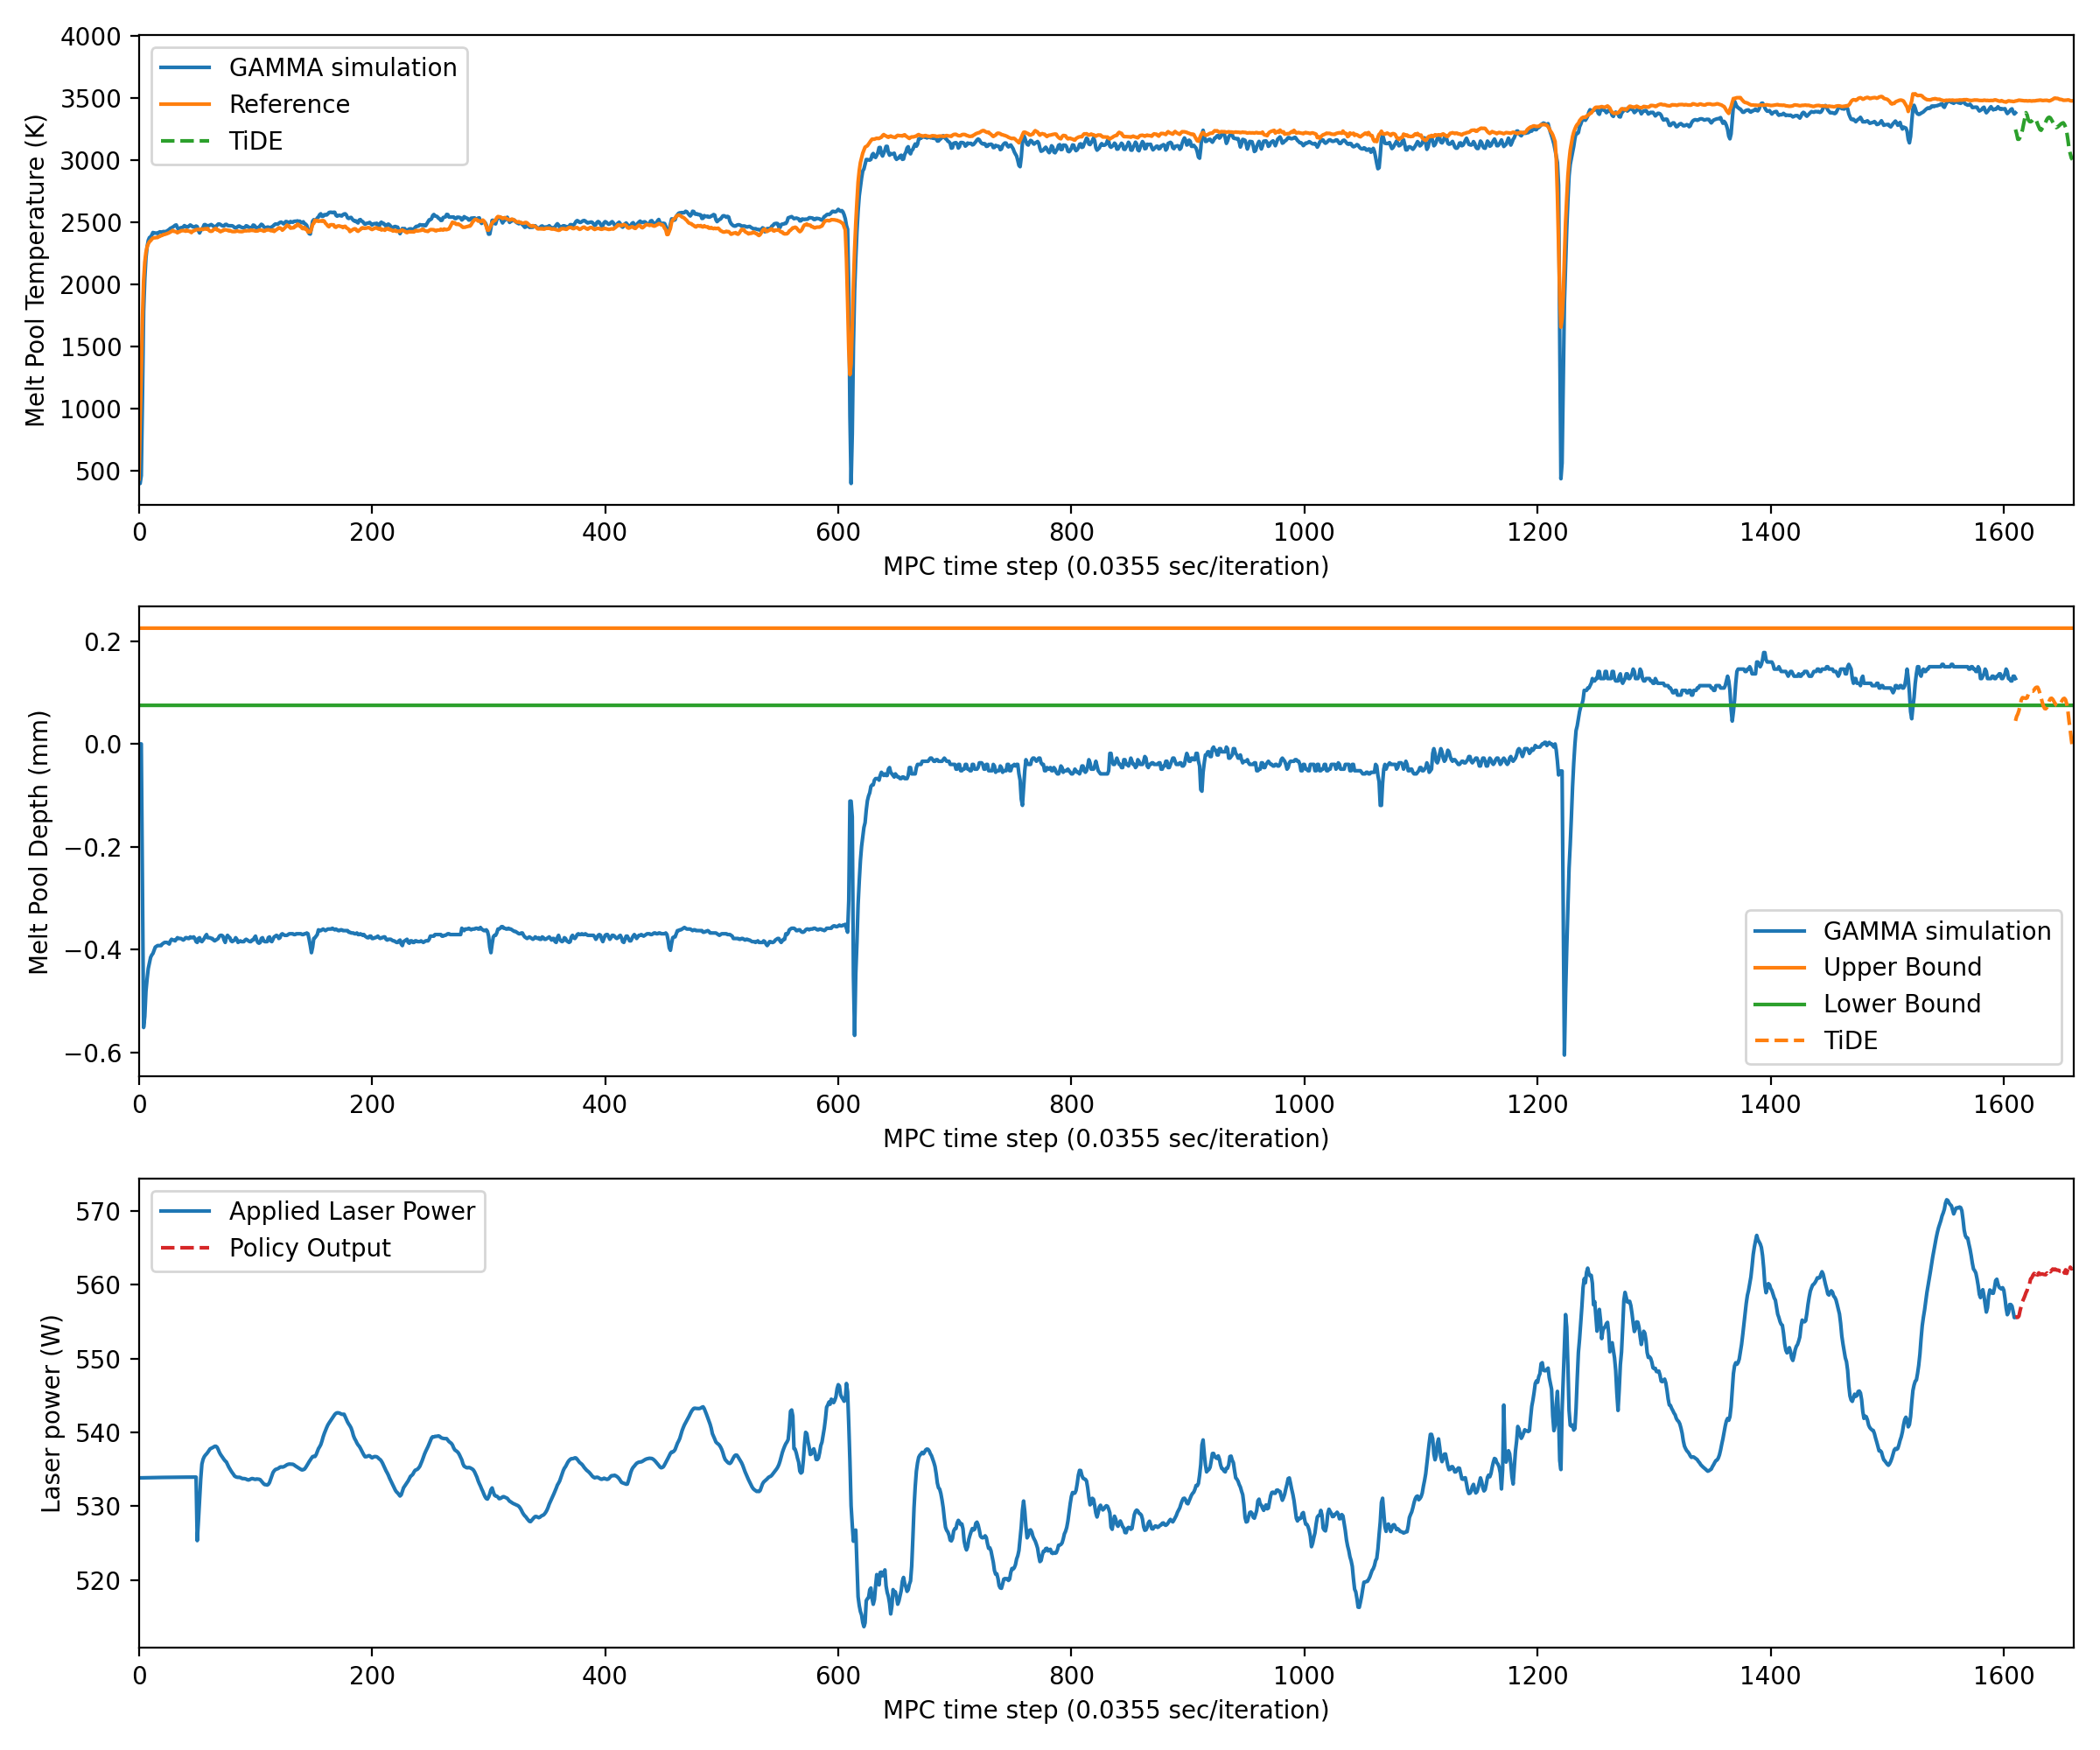 4000
3500
3000
2500
2000
1500
1000
500
Melt Pool Temperature (K)
GAMMA simulation
Reference
TiDE
0 200 400 600 800 1000 1200 1400 1600
MPC time step (0.0355 sec/iteration)
0.2
0.0
−0.2
−0.4
−0.6
Melt Pool Depth (mm)
GAMMA simulation
Upper Bound
Lower Bound
TiDE
0 200 400 600 800 1000 1200 1400 1600
MPC time step (0.0355 sec/iteration)
570
560
550
540
530
520
Laser power (W)
Applied Laser Power
Policy Output
0 200 400 600 800 1000 1200 1400 1600
MPC time step (0.0355 sec/iteration)